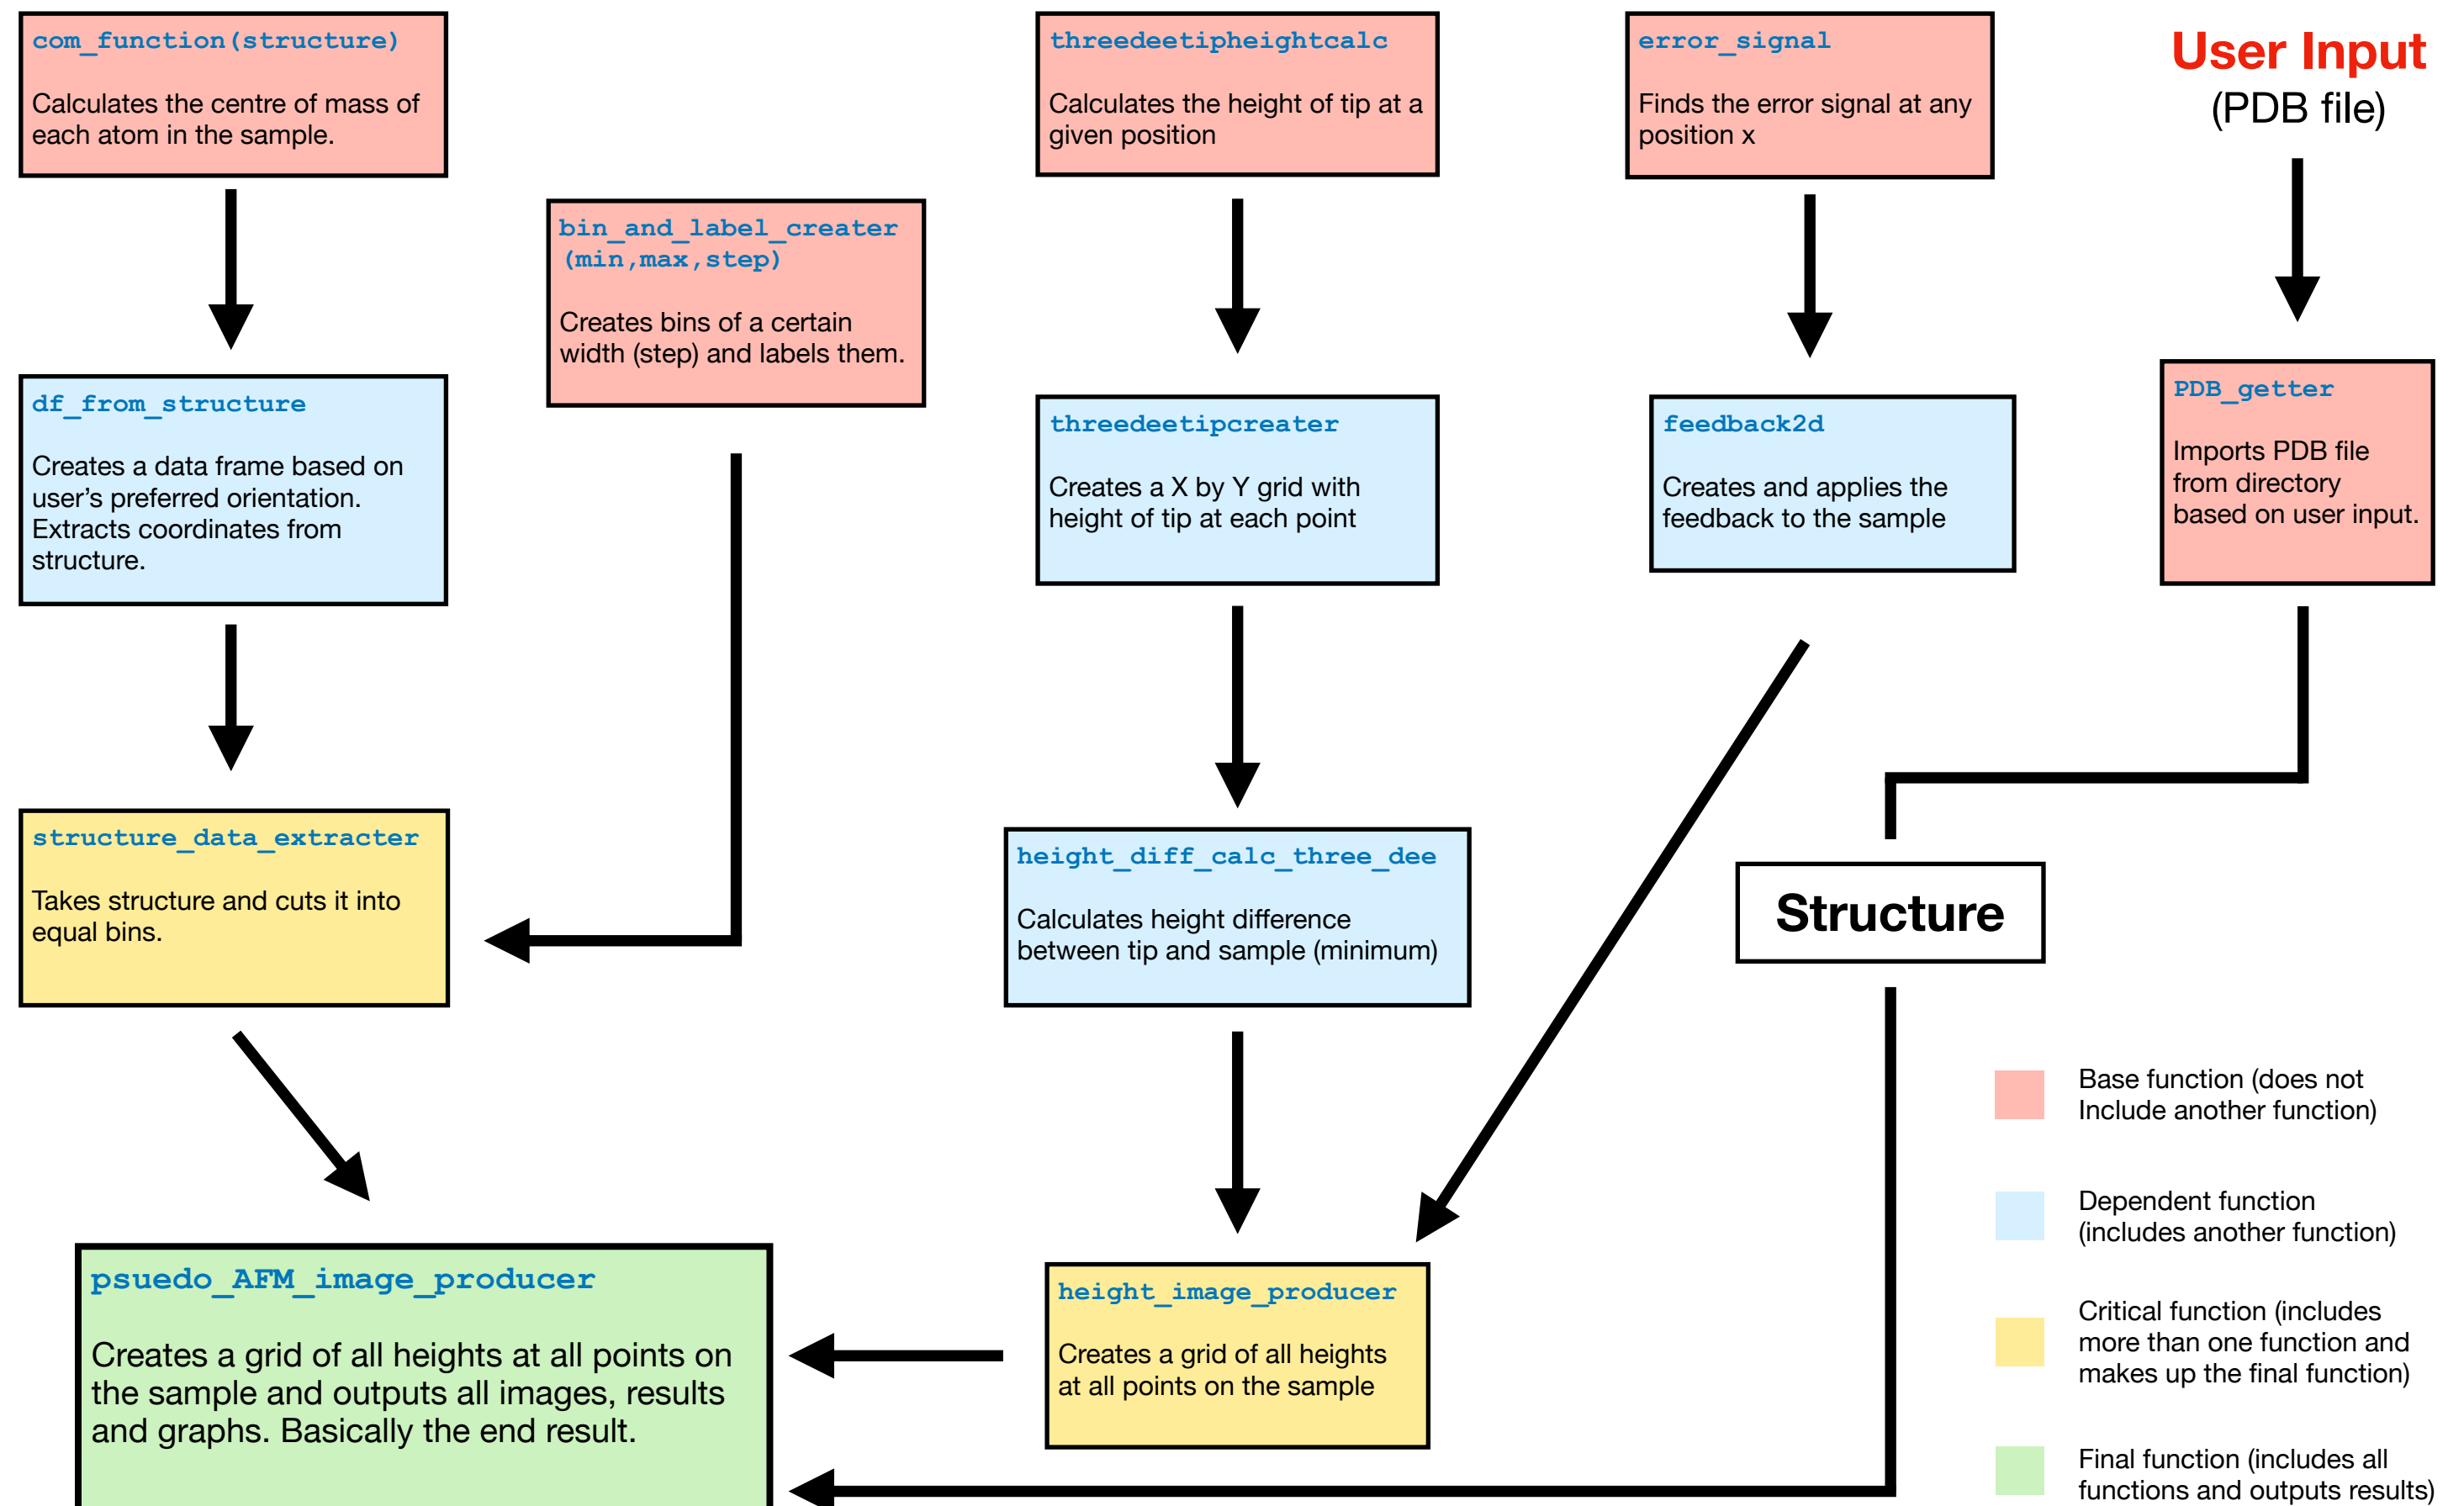 com_function(structure)
Calculates the centre of mass of
each atom in the sample.
threedeetipheightcalc
Calculates the height of tip at a
given position
error_signal
Finds the error signal at any
position x
User Input
(PDB file)
bin_and_label_creater
(min,max,step)
Creates bins of a certain
width (step) and labels them.
df_from_structure
Creates a data frame based on
user’s preferred orientation.
Extracts coordinates from
structure.
threedeetipcreater
Creates a X by Y grid with
height of tip at each point
feedback2d
Creates and applies the
feedback to the sample
PDB_getter
Imports PDB file
from directory
based on user input.
structure_data_extracter
Takes structure and cuts it into
equal bins.
height_diff_calc_three_dee
Calculates height difference
between tip and sample (minimum)
Structure
psuedo_AFM_image_producer
Creates a grid of all heights at all points on
the sample and outputs all images, results
and graphs. Basically the end result.
height_image_producer
Creates a grid of all heights
at all points on the sample
Base function (does not
Include another function)
Dependent function
(includes another function)
Critical function (includes
more than one function and
makes up the final function)
Final function (includes all
functions and outputs results)